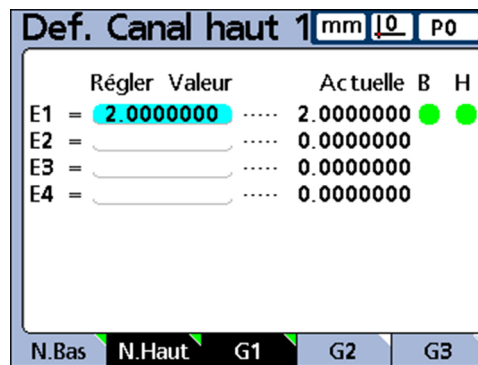 Def. Canal haut 1 mm 0 P0
Régler Valeur Actuelle B H
E1 = 2.0000000 ····· 2.0000000
E2 = ····· 0.0000000
E3 = ····· 0.0000000
E4 = ····· 0.0000000
N.Bas N.Haut G1 G2 G3